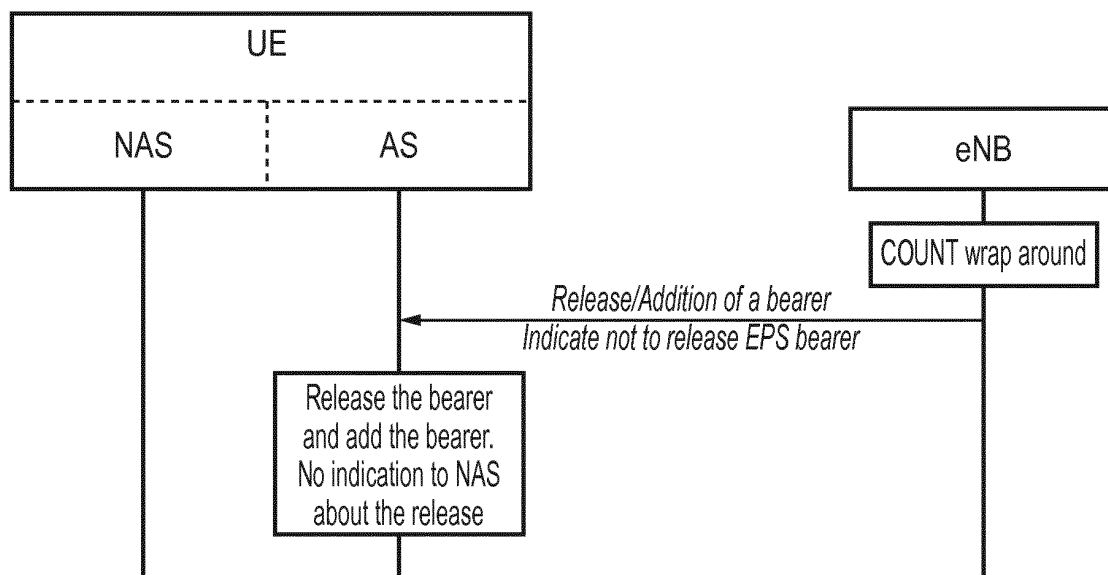 UE
NAS
AS
eNB
COUNT wrap around
Release/Addition of a bearer
Indicate not to release EPS bearer
Release the bearer
and add the bearer.
No indication to NAS
about the release